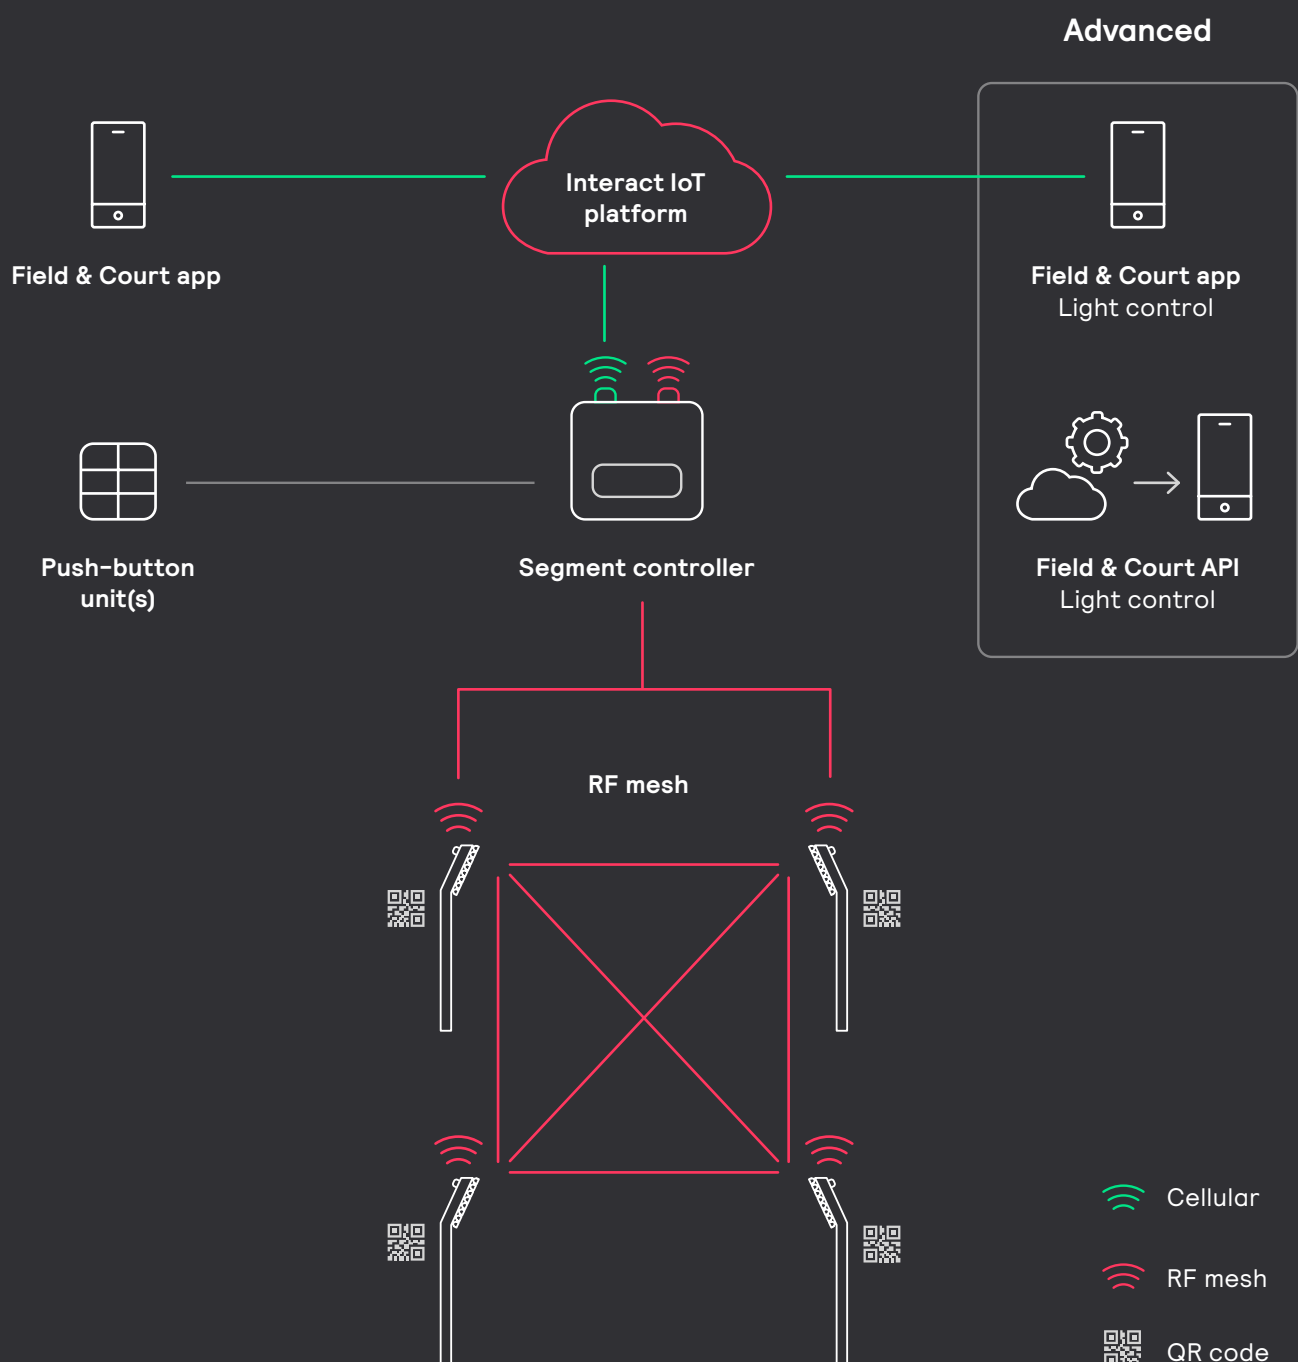 Advanced
Interact IoT
platform
Field & Court app
Field & Court app
Light control
Push-button
unit(s)
Segment controller
Field & Court API
Light control
RF mesh
Cellular
RF mesh
QR code